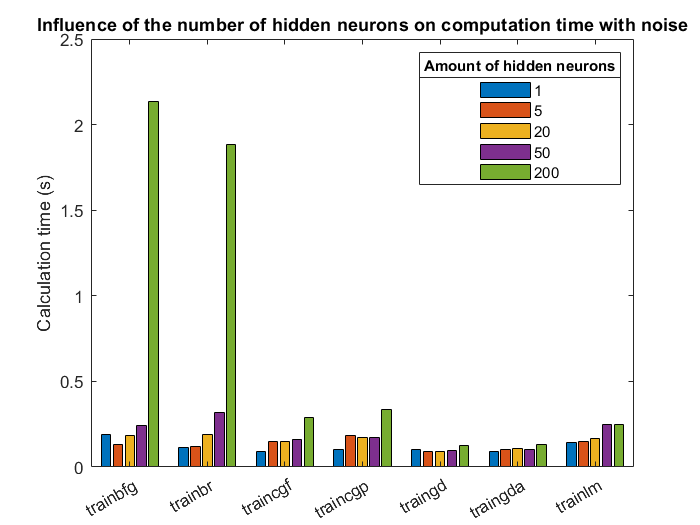 Influence of the number of hidden neurons on computation time with noise
2.5
2
1.5
1
0.5
0
Calculation time (s)
Amount of hidden neurons
1
5
20
50
200
trainbfg
trainbr
traincgf
traincgp
traingd
traingda
trainlm